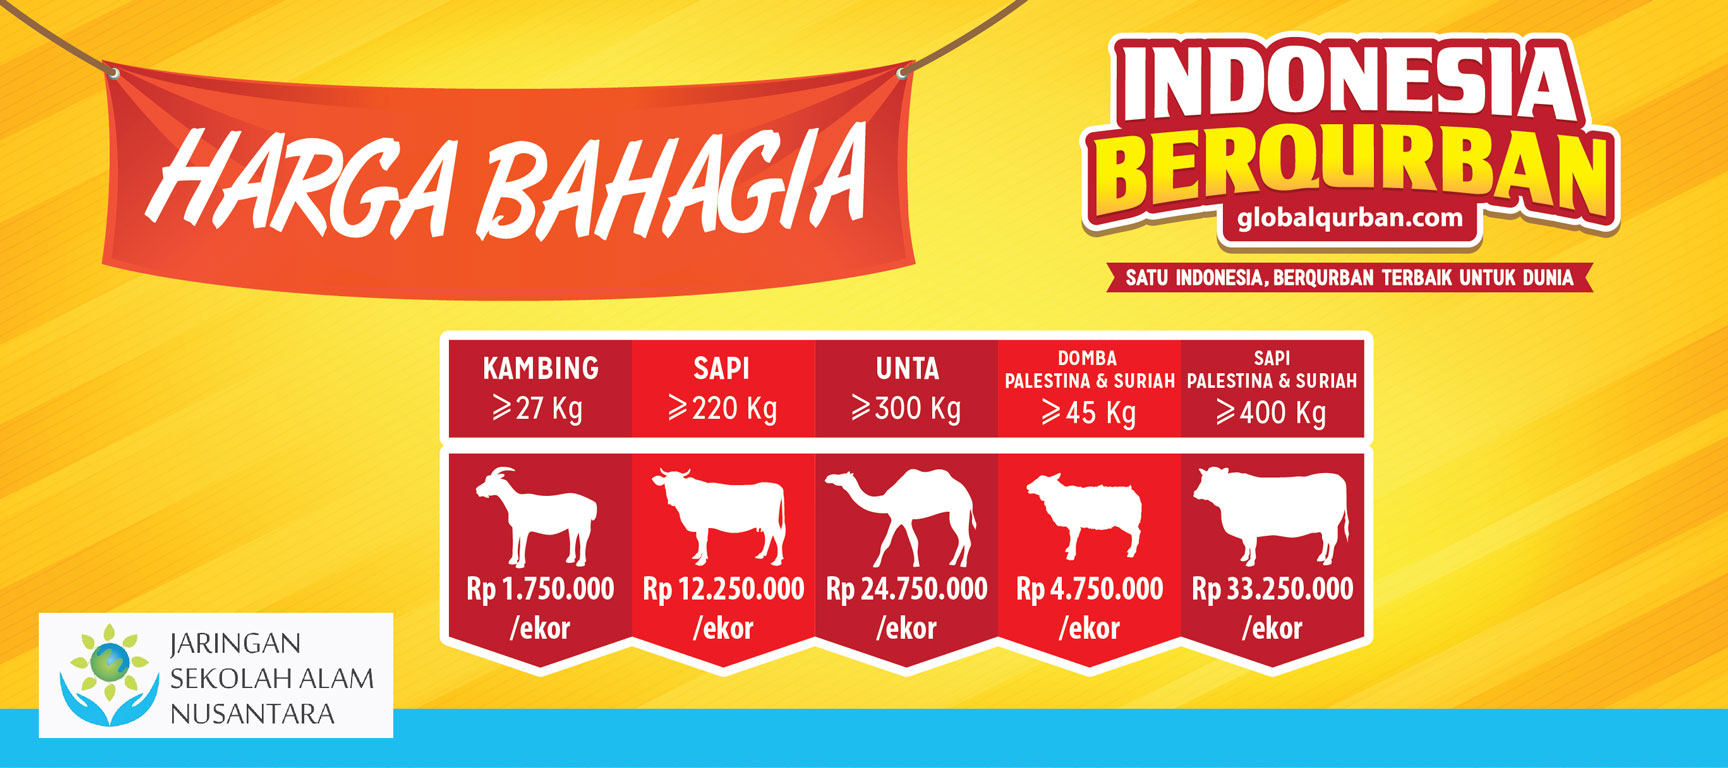 HARGA BAHAGIA
INDONESIA
BERQURBAN
globalqurban.com
SATU INDONESIA, BERQURBAN TERBAIK UNTUK DUNIA
KAMBING
⩾27 Kg
SAPI
⩾220 Kg
UNTA
⩾300 Kg
DOMBA
PALESTINA & SURIAH
⩾45 Kg
SAPI
PALESTINA & SURIAH
⩾400 Kg
Rp 1.750.000
/ekor
Rp 12.250.000
/ekor
Rp 24.750.000
/ekor
Rp 4.750.000
/ekor
Rp 33.250.000
/ekor
JARINGAN
SEKOLAH ALAM
NUSANTARA